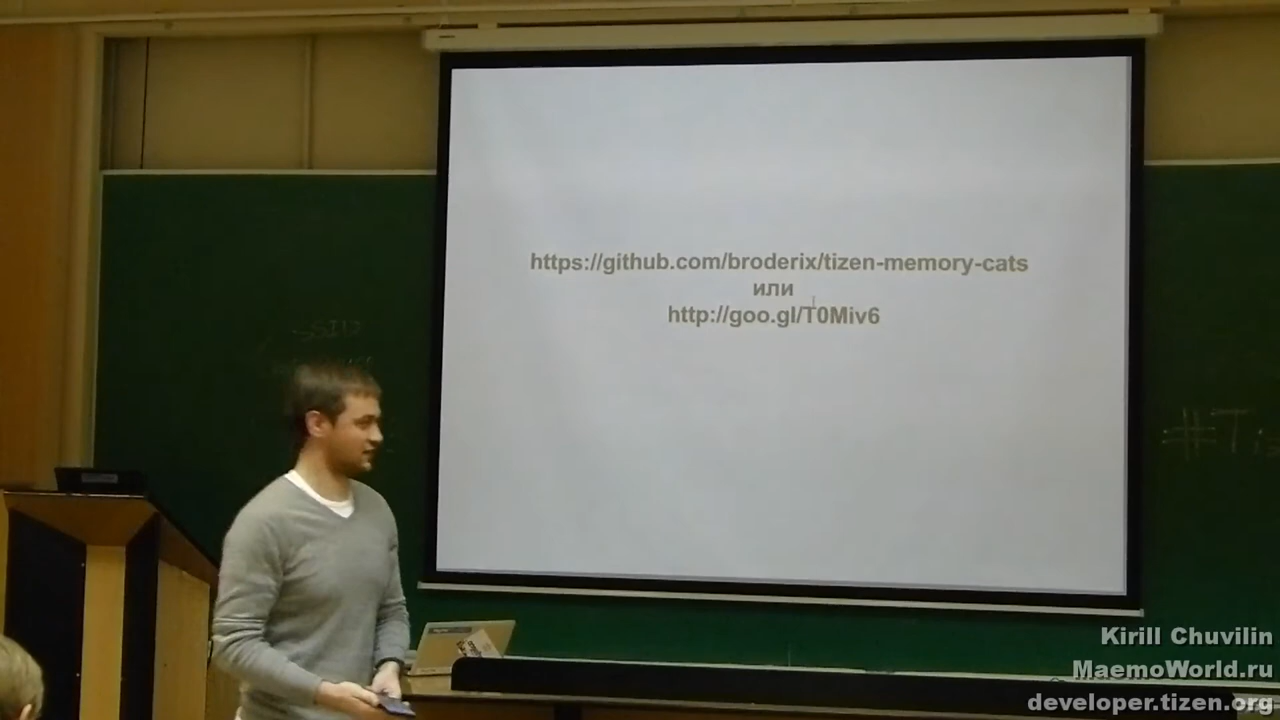 https://github.com/broderix/tizen-memory-cats
или
http://goo.gl/T0Miv6
Kirill Chuvilin
MaemoWorld.ru
developer.tizen.org